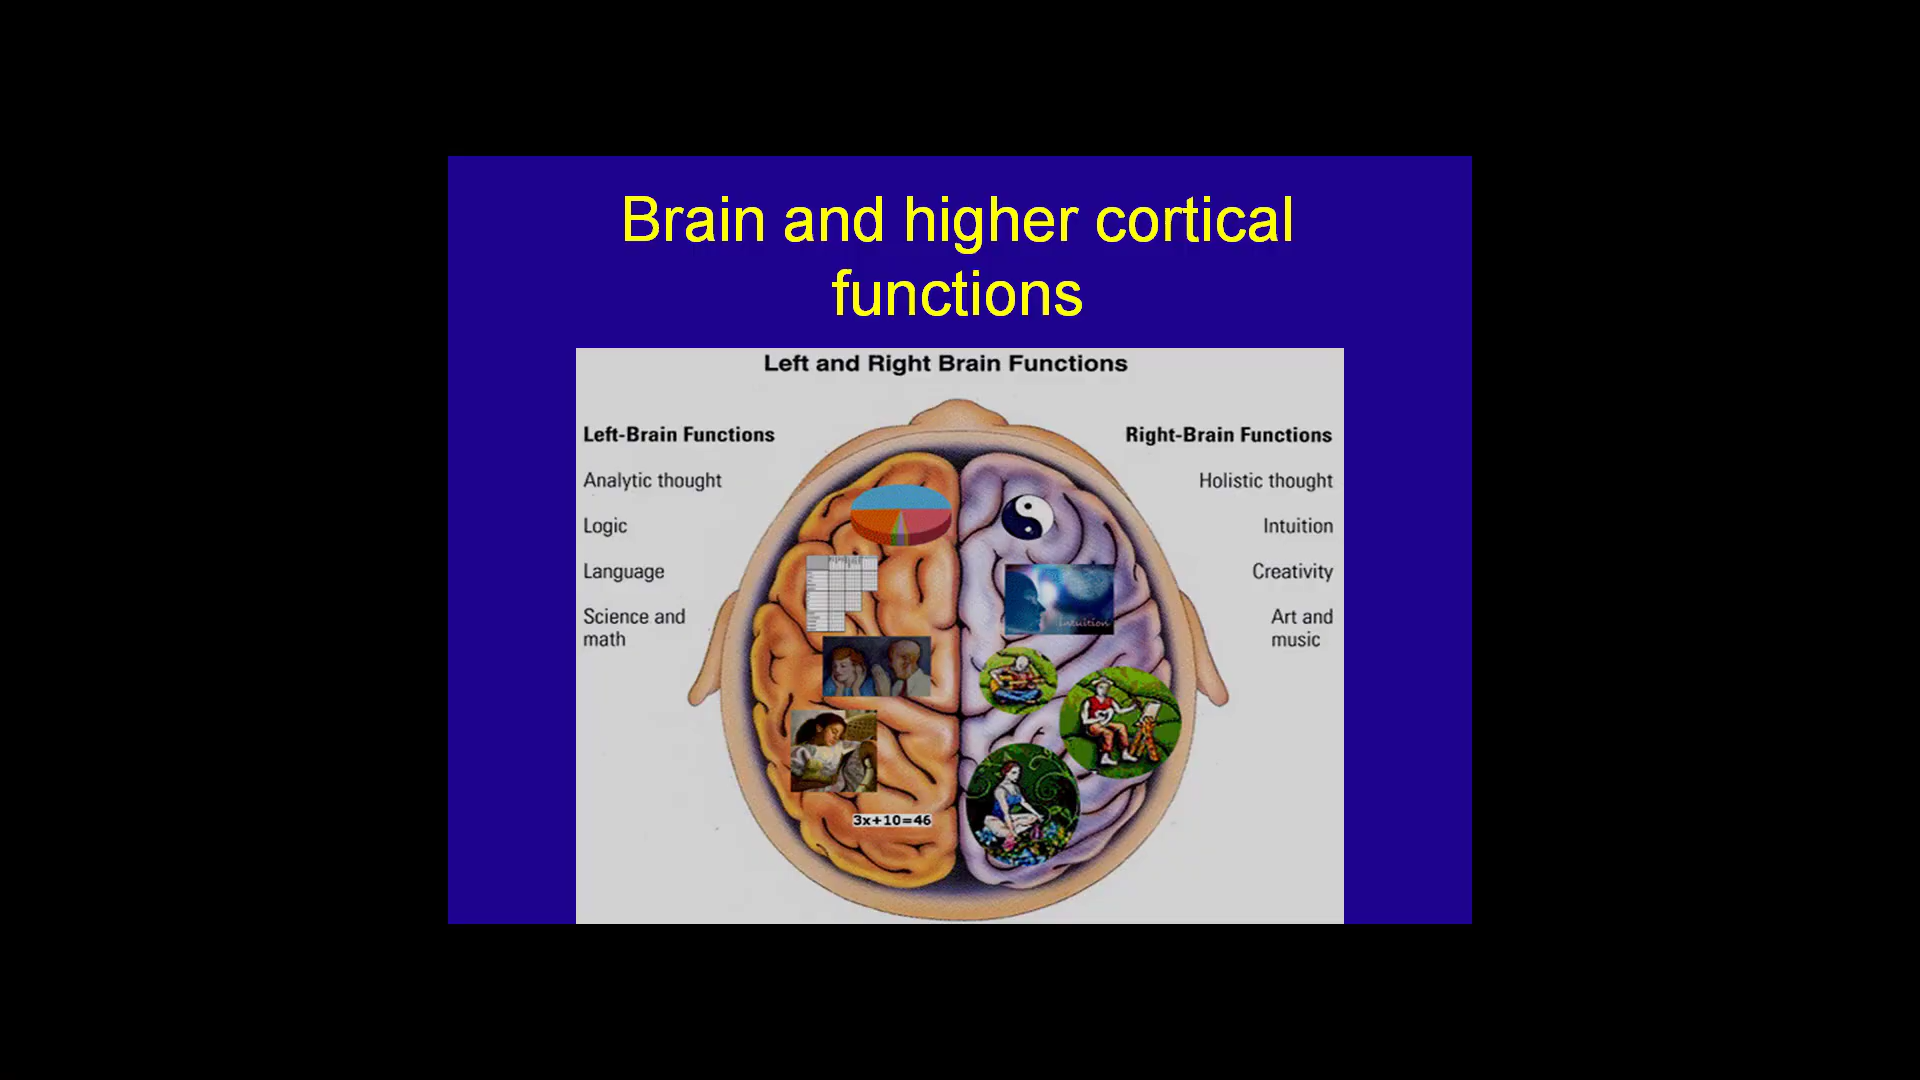 Brain and higher cortical
functions
Left and Right Brain Functions
Left-Brain Functions
Analytic thought
Logic
Language
Science and
math
Right-Brain Functions
Holistic thought
Intuition
Creativity
Art and
music
Intuition
3x+10=46